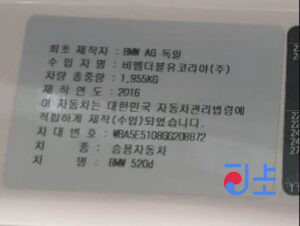 최초 제작자 : BMW AG 독일
수 입 자 명 : 비엠더블유코리아(주)
차량 총중량 : 1,955KG
제 작 연 도 : 2016
이 자동차는 대한민국 자동차관리법령에
적합하게 제작(수입)되었습니다.
차 대 번 호 : WBA5E5108GG208872
차 종 : 승용자동차
차 명 : BMW 520d